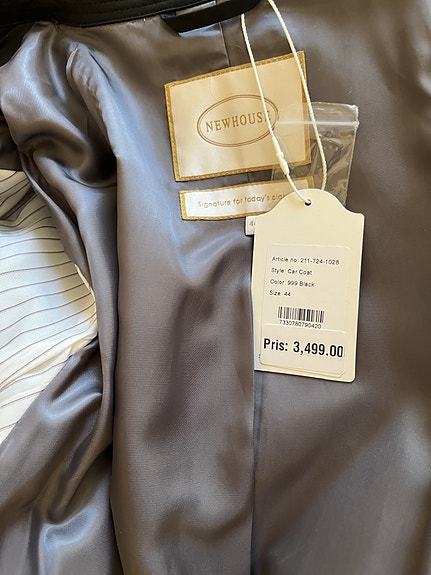 NEWHOUSE
Signature for today's
Article no: 211-724-1028
Style: Car Coat
Color: 999 Black
Size: 44
7330780790420
Pris: 3,499.00